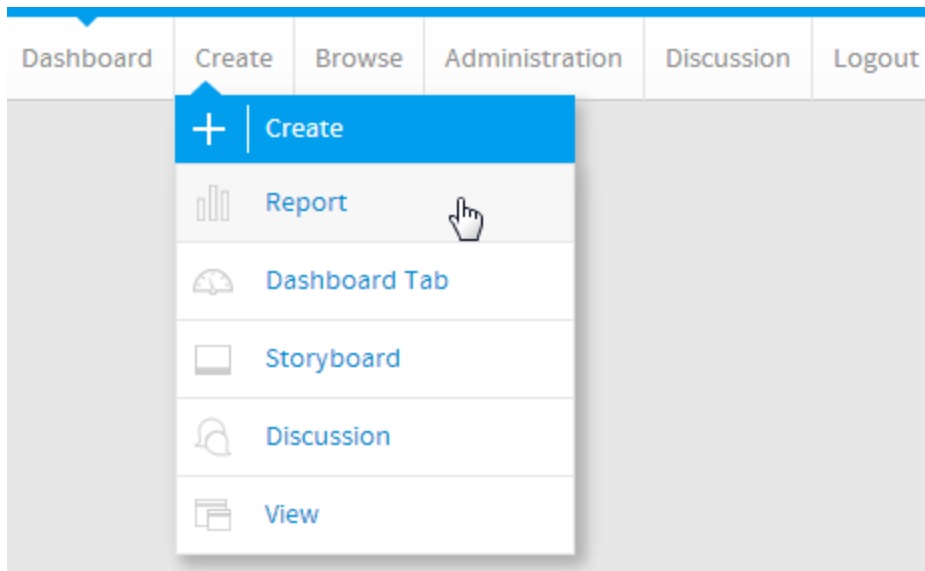 Dashboard Create Browse Administration Discussion Logout
Create
Report
Dashboard Tab
Storyboard
Discussion
View